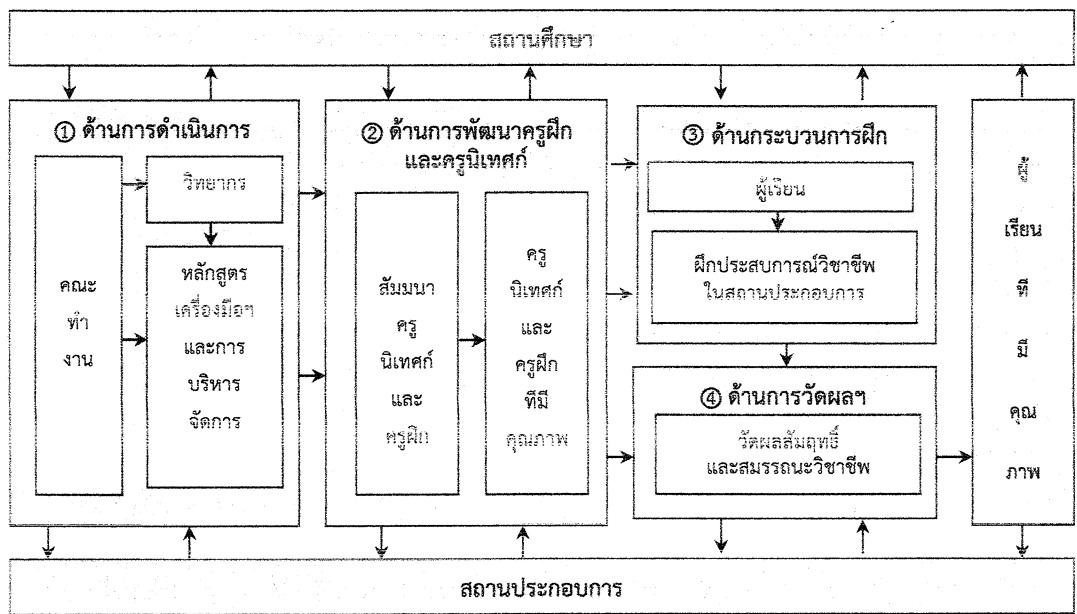 สถานศึกษา
① ด้านการดำเนินการ
คณะ
ทำ
งาน
วิทยากร
หลักสูตร
เครื่องมือฯ
และการ
บริหาร
จัดการ
② ด้านการพัฒนาครูฝึก
และครูนิเทศก์
สัมมนา
ครู
นิเทศก์
และ
ครูฝึก
ครู
นิเทศก์
และ
ครูฝึก
ที่มี
คุณภาพ
③ ด้านกระบวนการฝึก
ผู้เรียน
ฝึกประสบการณ์วิชาชีพ
ในสถานประกอบการ
④ ด้านการวัดผลฯ
วัดผลสัมฤทธิ์
และสมรรถนะวิชาชีพ
ผู้
เรียน
ที่
มี
คุณ
ภาพ
สถานประกอบการ